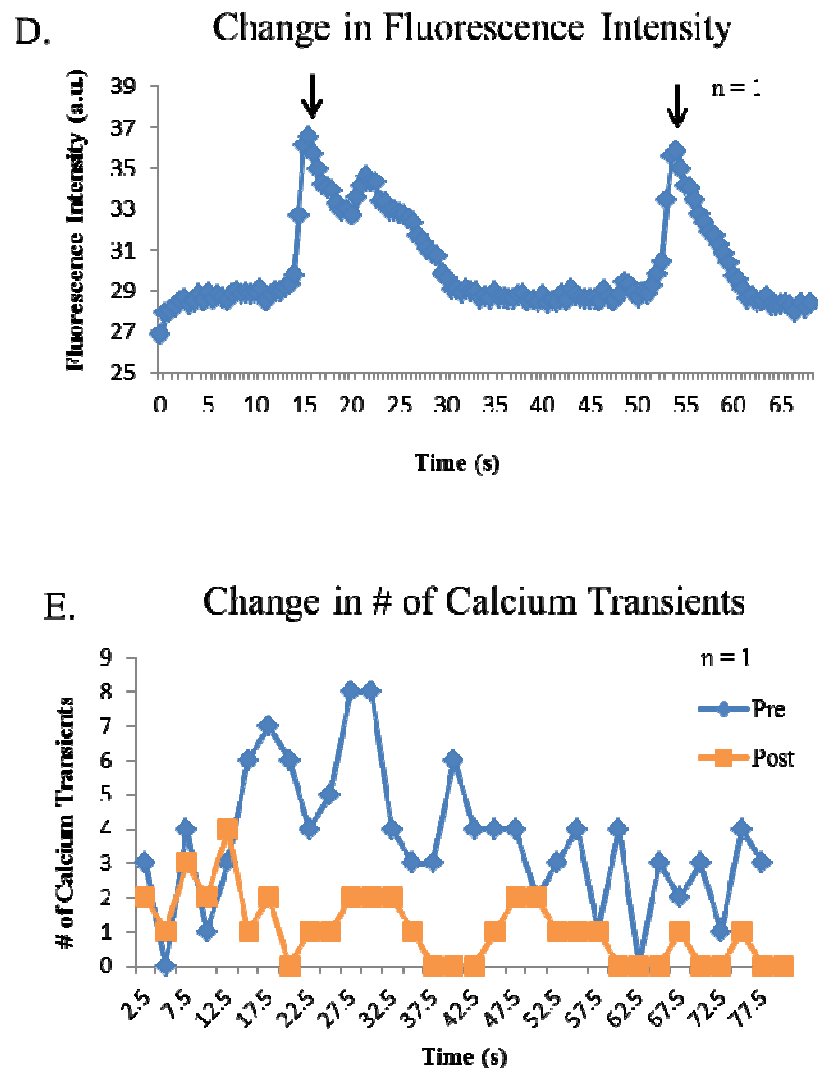 D.
Change in Fluorescence Intensity
n = 1
Fluorescence Intensity (a.u.)
39
37
35
33
31
29
27
25
0 5 10 15 20 25 30 35 40 45 50 55 60 65
Time (s)
E.
Change in # of Calcium Transients
n = 1
Pre
Post
# of Calcium Transients
9
8
7
6
5
4
3
2
1
0
2.5 7.5 12.5 17.5 22.5 27.5 32.5 37.5 42.5 47.5 52.5 57.5 62.5 67.5 72.5 77.5
Time (s)